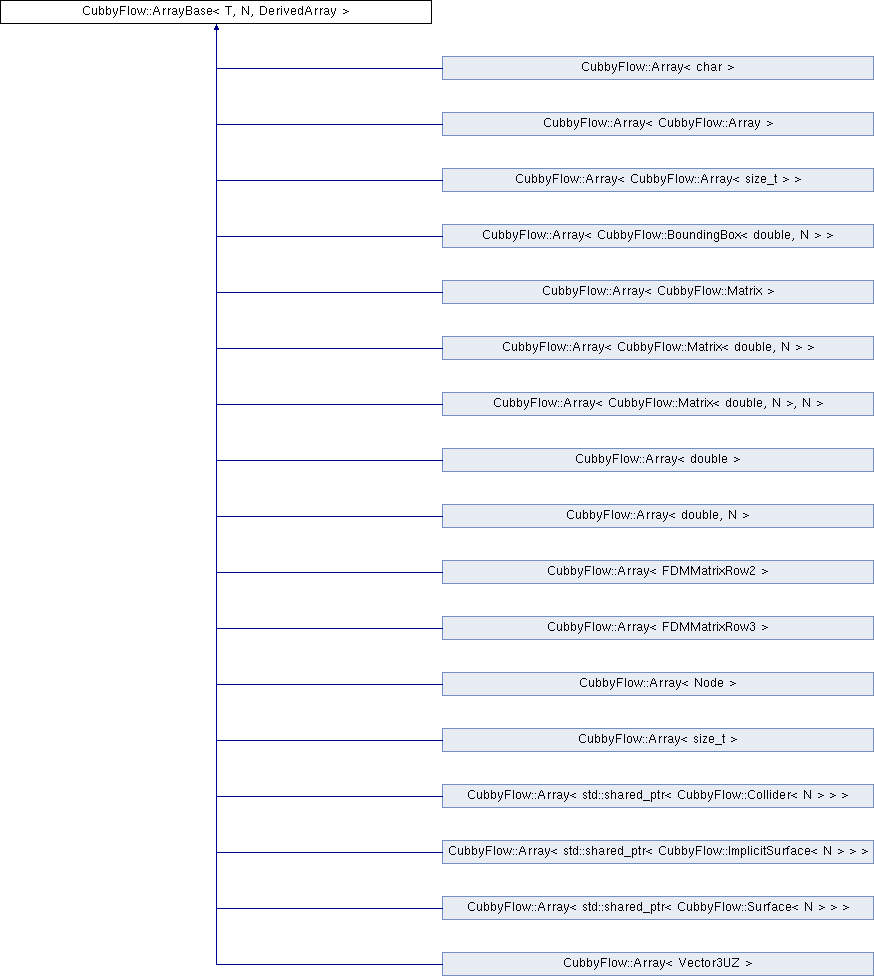 CubbyFlow::ArrayBase< T, N, DerivedArray >
CubbyFlow::Array< char >
CubbyFlow::Array< CubbyFlow::Array >
CubbyFlow::Array< CubbyFlow::Array< size_t > >
CubbyFlow::Array< CubbyFlow::BoundingBox< double, N > >
CubbyFlow::Array< CubbyFlow::Matrix >
CubbyFlow::Array< CubbyFlow::Matrix< double, N > >
CubbyFlow::Array< CubbyFlow::Matrix< double, N >, N >
CubbyFlow::Array< double >
CubbyFlow::Array< double, N >
CubbyFlow::Array< FDMMatrixRow2 >
CubbyFlow::Array< FDMMatrixRow3 >
CubbyFlow::Array< Node >
CubbyFlow::Array< size_t >
CubbyFlow::Array< std::shared_ptr< CubbyFlow::Collider< N > > >
CubbyFlow::Array< std::shared_ptr< CubbyFlow::ImplicitSurface< N > > >
CubbyFlow::Array< std::shared_ptr< CubbyFlow::Surface< N > > >
CubbyFlow::Array< Vector3UZ >